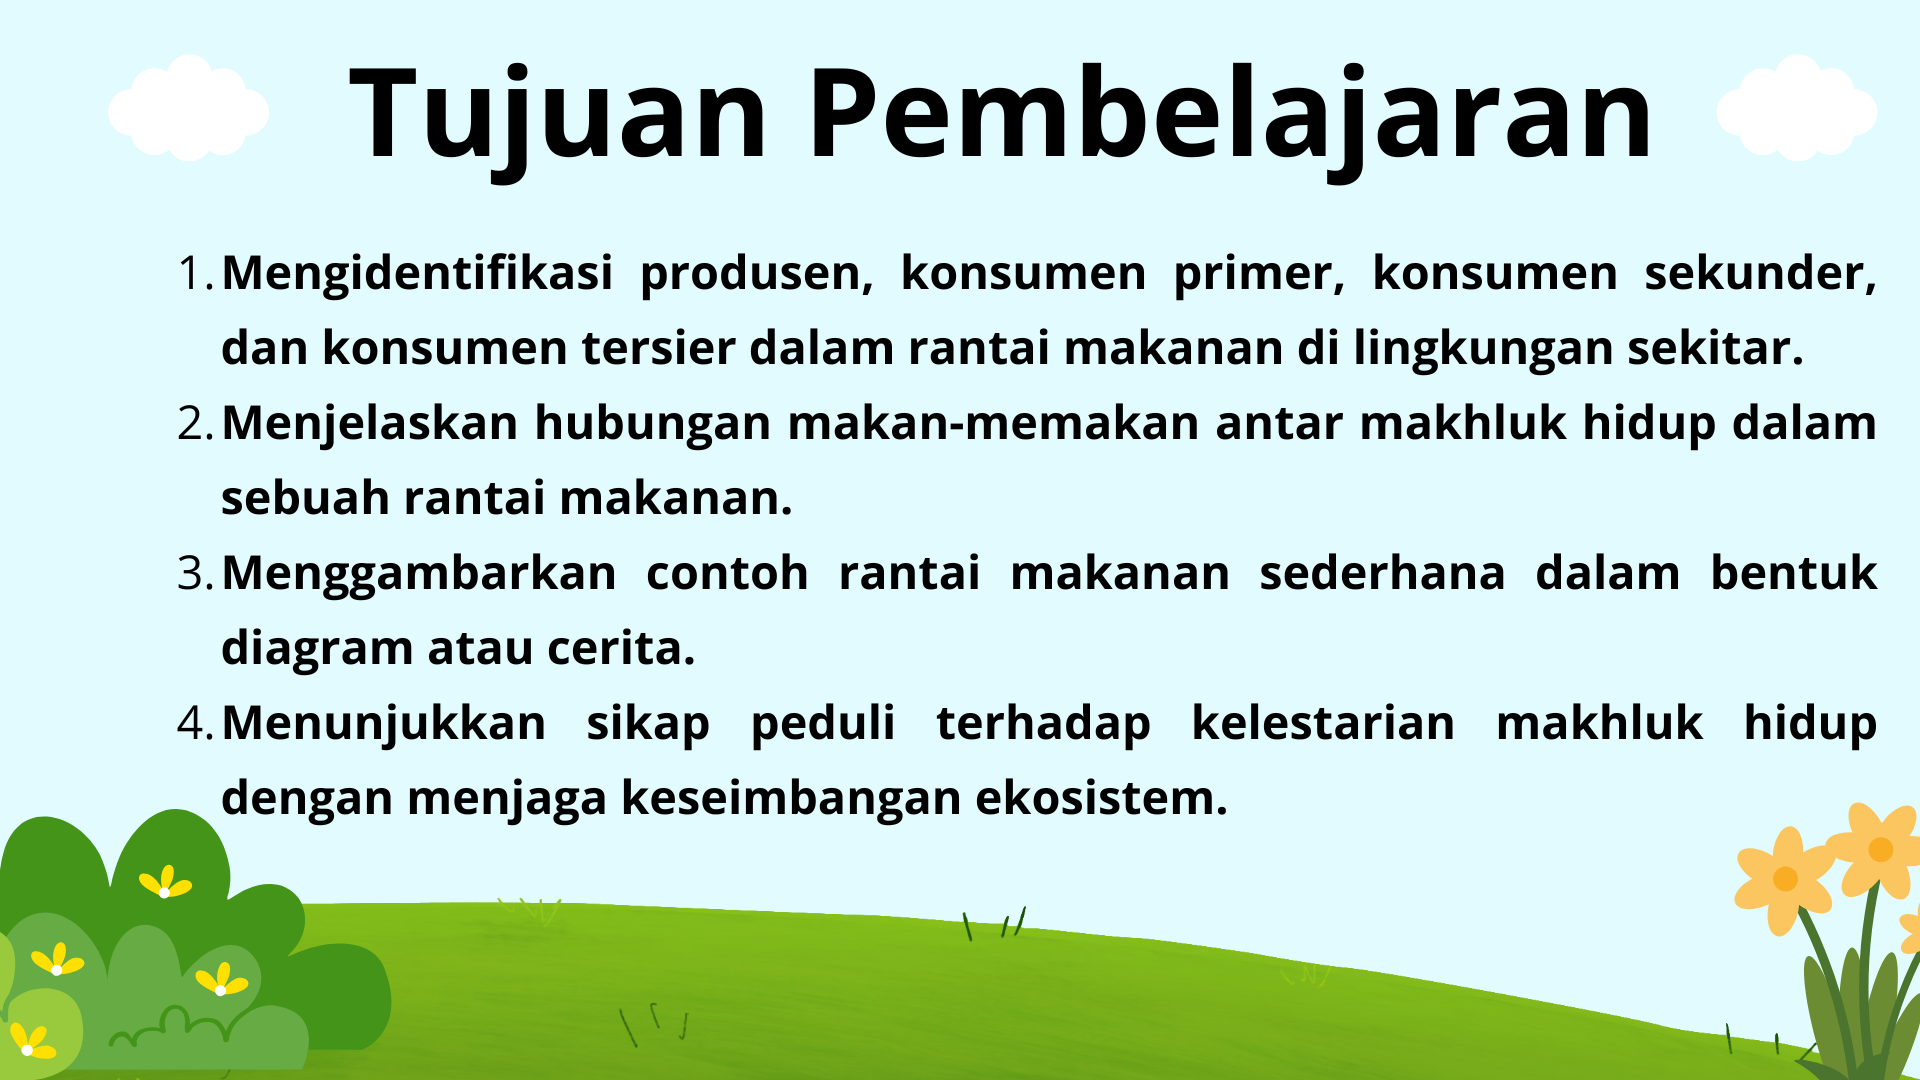 Tujuan Pembelajaran
1. Mengidentifikasi produsen, konsumen primer, konsumen sekunder,
dan konsumen tersier dalam rantai makanan di lingkungan sekitar.
2. Menjelaskan hubungan makan-memakan antar makhluk hidup dalam
sebuah rantai makanan.
3. Menggambarkan contoh rantai makanan sederhana dalam bentuk
diagram atau cerita.
4. Menunjukkan sikap peduli terhadap kelestarian makhluk hidup
dengan menjaga keseimbangan ekosistem.